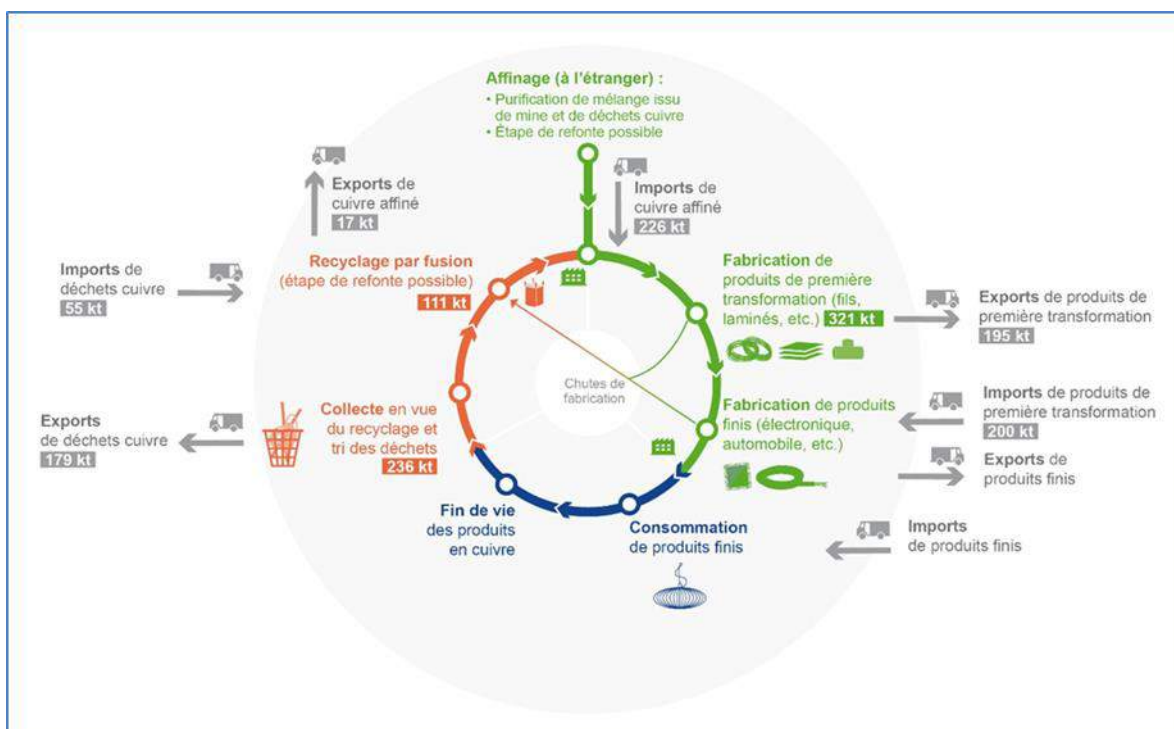 Affinage (à l'étranger) :
• Purification de mélange issu
de mine et de déchets cuivre
• Étape de refonte possible
Exports de
cuivre affiné
17 kt
Imports de
cuivre affiné
226 kt
Imports de
déchets cuivre
55 kt
Recyclage par fusion
(étape de refonte possible)
111 kt
Fabrication de
produits de première
transformation (fils,
laminés, etc.) 321 kt
Exports de produits de
première transformation
195 kt
Chutes de
fabrication
Exports
de déchets cuivre
179 kt
Collecte en vue
du recyclage et
tri des déchets
236 kt
Fabrication de produits
finis (électronique,
automobile, etc.)
Imports de produits de
première transformation
200 kt
Exports de
produits finis
Fin de vie
des produits
en cuivre
Consommation
de produits finis
Imports
de produits finis